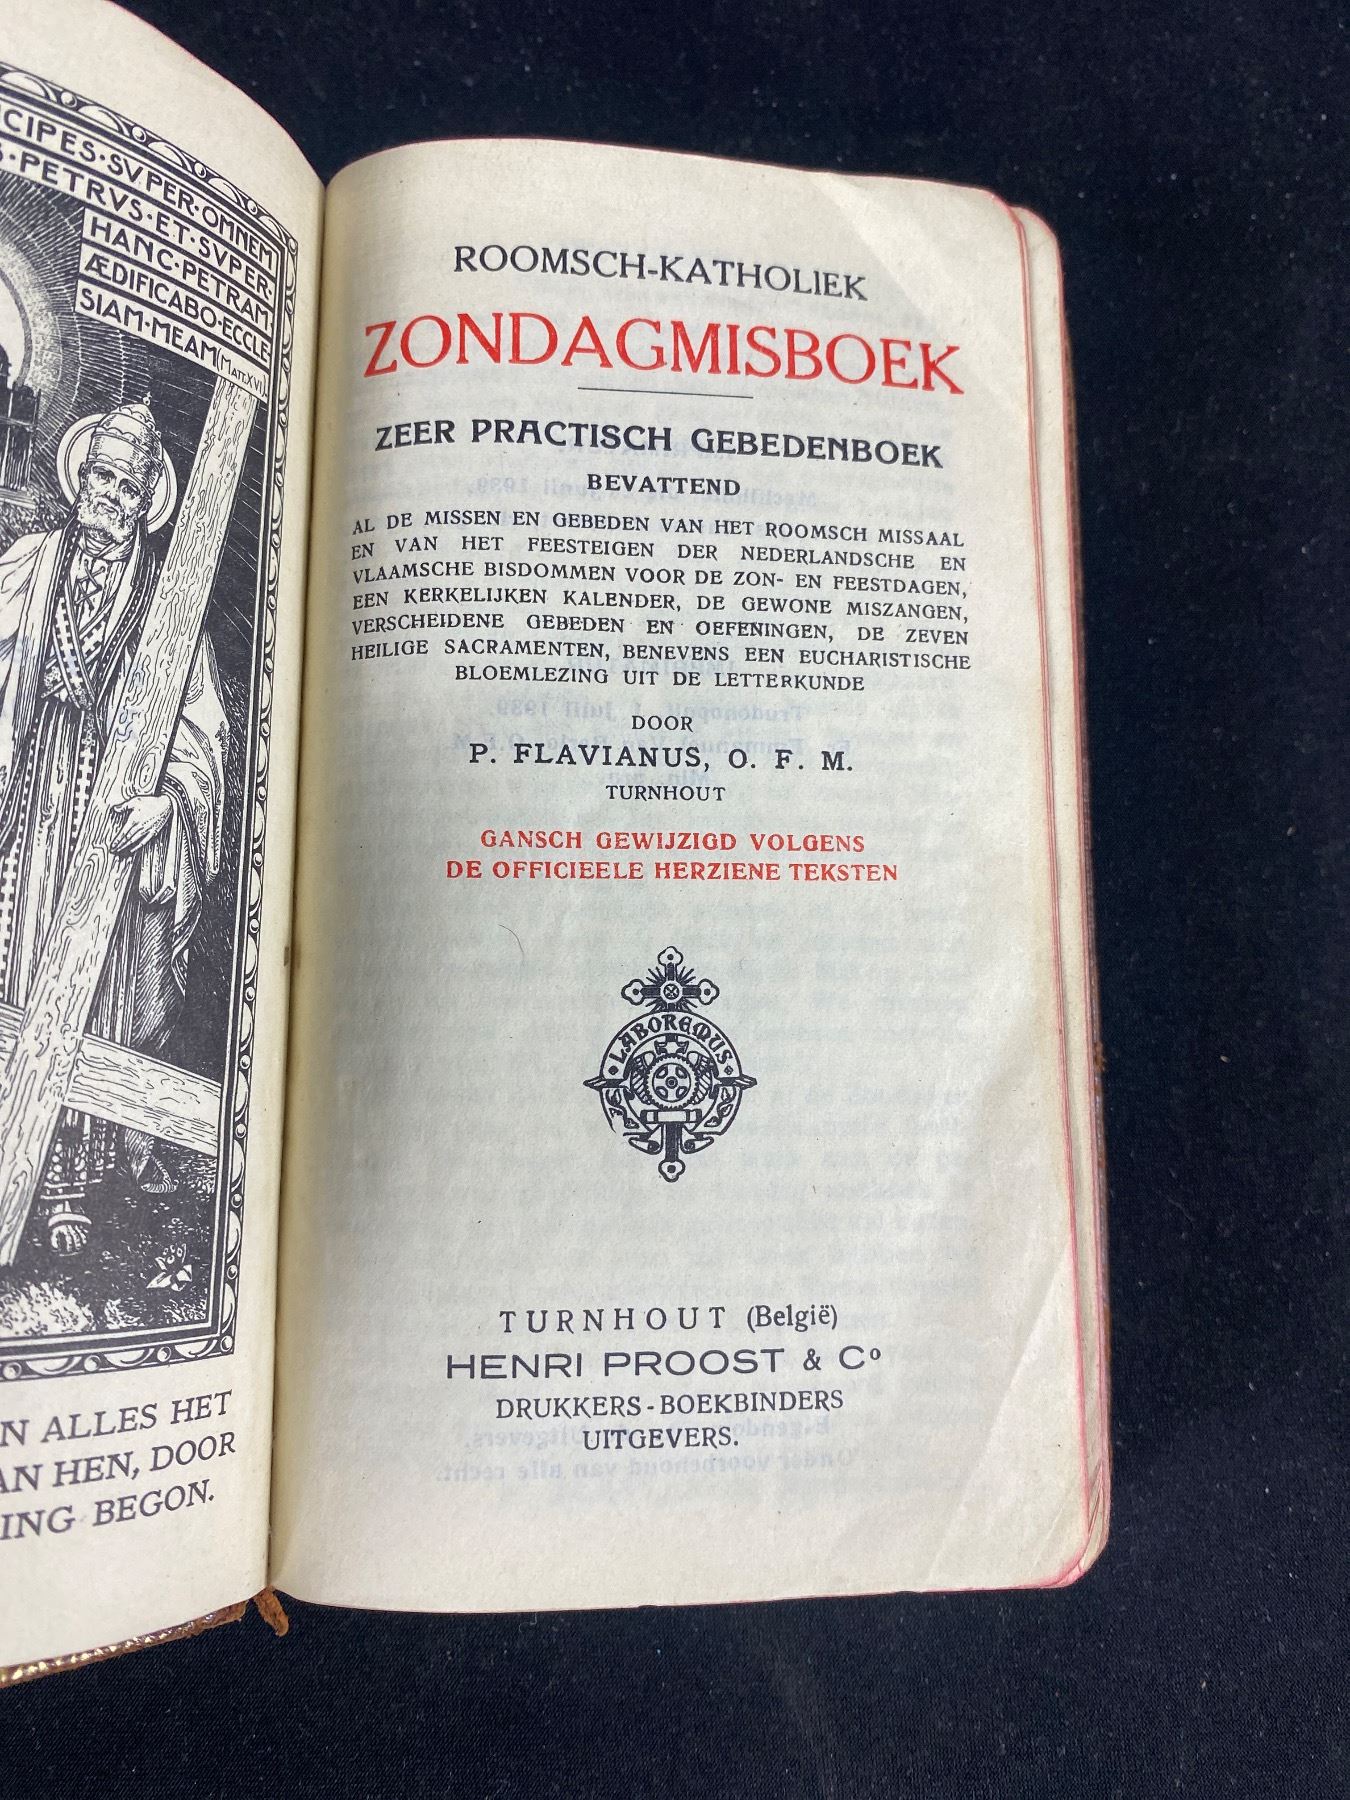 CIPES·SVPER·OMNEM
PETRVS·ET·SVPER·
HANC·PETRAM
ÆDIFICABO·ECCLE
SIAM·MEAM(MATT.XVI)
N ALLES HET
AN HEN, DOOR
ING BEGON.
ROOMSCH-KATHOLIEK
ZONDAGMISBOEK
ZEER PRACTISCH GEBEDENBOEK
BEVATTEND
AL DE MISSEN EN GEBEDEN VAN HET ROOMSCH MISSAAL
EN VAN HET FEESTEIGEN DER NEDERLANDSCHE EN
VLAAMSCHE BISDOMMEN VOOR DE ZON- EN FEESTDAGEN,
EEN KERKELIJKEN KALENDER, DE GEWONE MISZANGEN,
VERSCHEIDENE GEBEDEN EN OEFENINGEN, DE ZEVEN
HEILIGE SACRAMENTEN, BENEVENS EEN EUCHARISTISCHE
BLOEMLEZING UIT DE LETTERKUNDE
DOOR
P. FLAVIANUS, O. F. M.
TURNHOUT
GANSCH GEWIJZIGD VOLGENS
DE OFFICIEELE HERZIENE TEKSTEN
LABOREMUS
TURNHOUT (België)
HENRI PROOST & Cº
DRUKKERS-BOEKBINDERS
UITGEVERS.